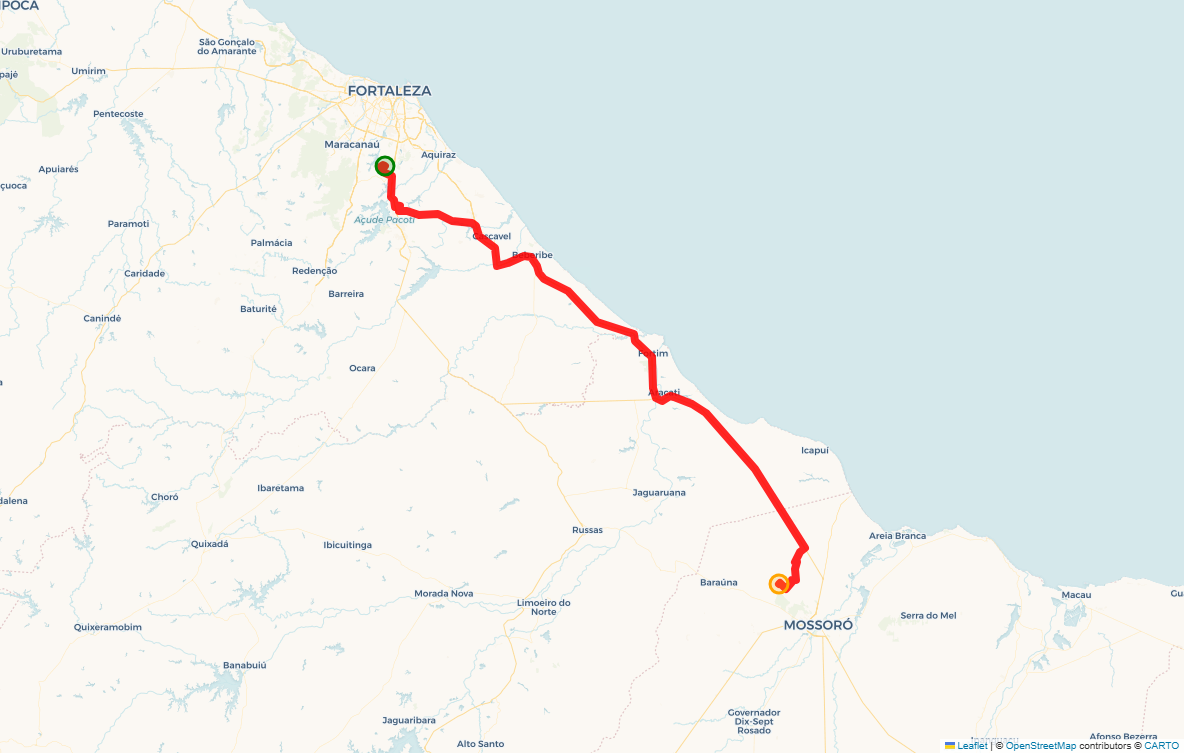 IPOCA
São Gonçalo
do Amarante
Uruburetama
Umirim
pajé
FORTALEZA
Pentecoste
Maracanaú
Aquiraz
Apuiarés
çuoca
Açude Pacoti
Paramoti
Cascavel
Palmácia
Beberibe
Caridade
Redenção
Barreira
Baturité
Canindé
Fortim
Ocara
Aracati
Icapuí
Ibaretama
Jaguaruana
Choró
dalena
Russas
Areia Branca
Quixadá
Ibicuitinga
Baraúna
Morada Nova
Macau
Gu
Limoeiro do
Norte
Serra do Mel
Quixeramobim
MOSSORÓ
Banabuiú
Governador
Dix-Sept
Rosado
Jaguaribara
Alto Santo
Afonso Bezerra
Leaflet | © OpenStreetMap contributors © CARTO